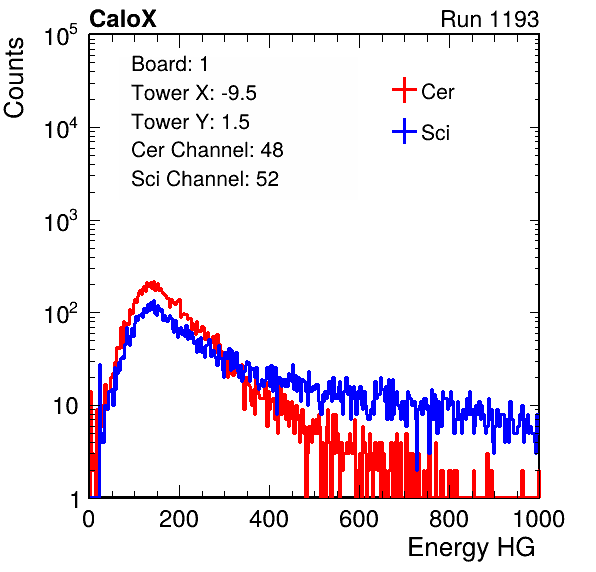 CaloX Run 1193
Counts
10^5
10^4
10^3
10^2
10
1
Board: 1
Tower X: -9.5
Tower Y: 1.5
Cer Channel: 48
Sci Channel: 52
Cer
Sci
0 200 400 600 800 1000
Energy HG